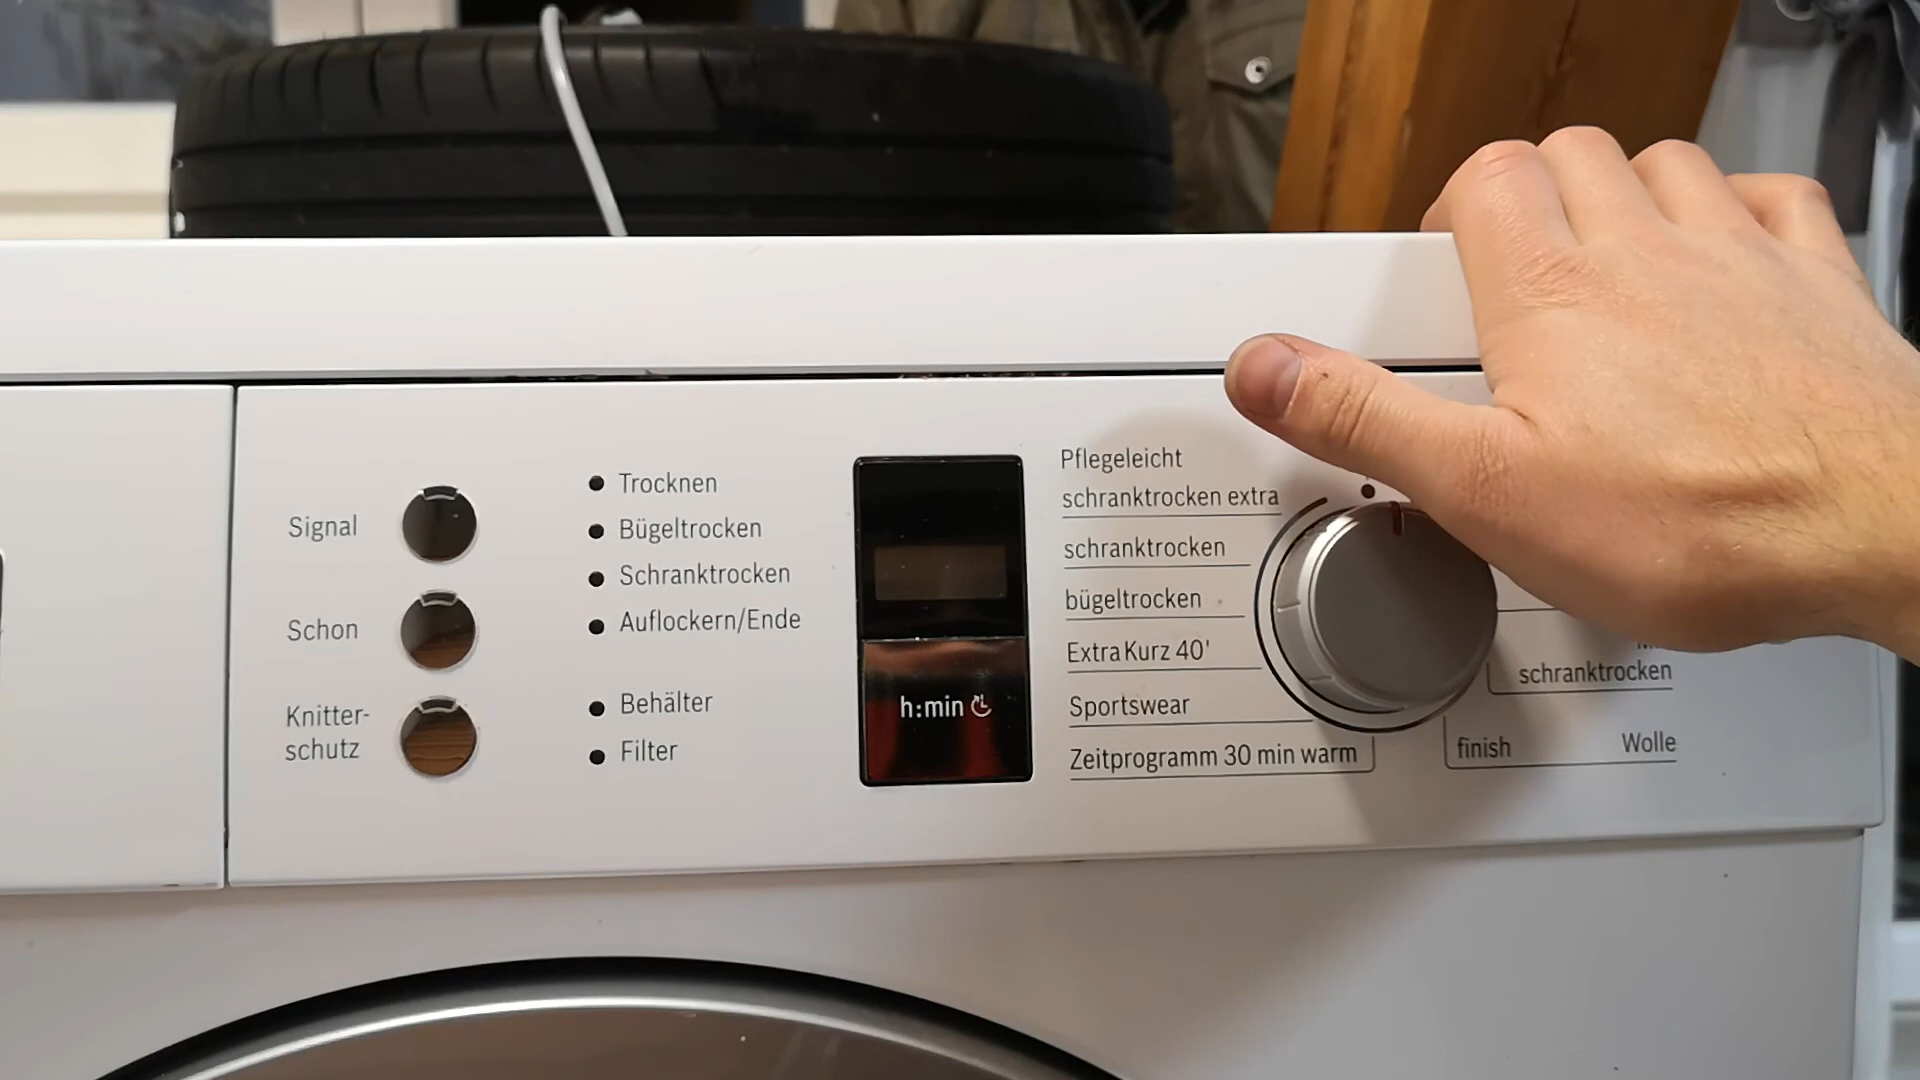 Signal
Schon
Knitter-
schutz
Trocknen
Bügeltrocken
Schranktrocken
Auflockern/Ende
Behälter
Filter
h:min
Pflegeleicht
schranktrocken extra
schranktrocken
bügeltrocken
Extra Kurz 40'
Sportswear
Zeitprogramm 30 min warm
schranktrocken
finish
Wolle